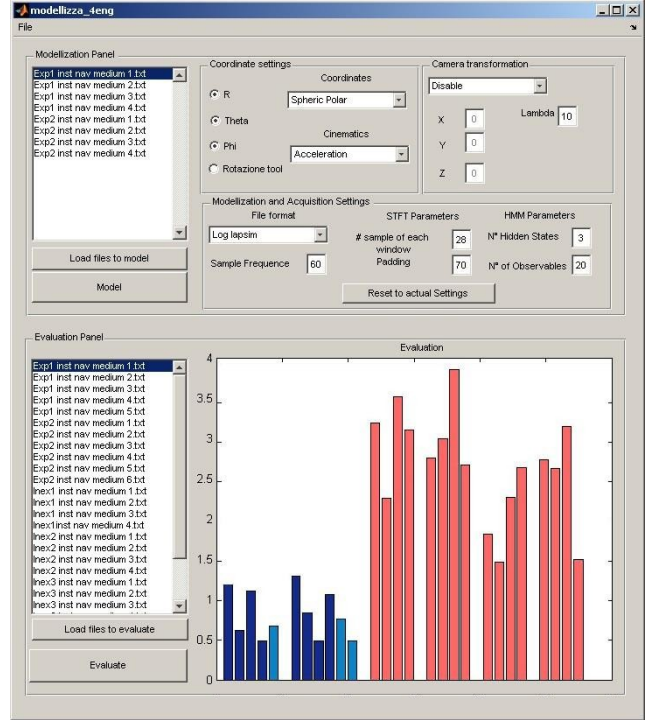 modellizza_4eng
File
Modellization Panel
Exp1 inst nav medium 1.txt
Exp1 inst nav medium 2.txt
Exp1 inst nav medium 3.txt
Exp1 inst nav medium 4.txt
Exp2 inst nav medium 1.txt
Exp2 inst nav medium 2.txt
Exp2 inst nav medium 3.txt
Exp2 inst nav medium 4.txt
Load files to model
Model
Coordinate settings
R
Theta
Phi
Rotazione tool
Coordinates
Spheric Polar
Cinematics
Acceleration
Camera transformation
Disable
X 0
Y 0
Z 0
Lambda 10
Modellization and Acquisition Settings
File format
Log lapsim
Sample Frequence 60
STFT Parameters
# sample of each window 28
Padding 70
HMM Parameters
N° Hidden States 3
N° of Observables 20
Reset to actual Settings
Evaluation Panel
Exp1 inst nav medium 1.txt
Exp1 inst nav medium 2.txt
Exp1 inst nav medium 3.txt
Exp1 inst nav medium 4.txt
Exp1 inst nav medium 5.txt
Exp2 inst nav medium 1.txt
Exp2 inst nav medium 2.txt
Exp2 inst nav medium 3.txt
Exp2 inst nav medium 4.txt
Exp2 inst nav medium 5.txt
Exp2 inst nav medium 6.txt
Inex1 inst nav medium 1.txt
Inex1 inst nav medium 2.txt
Inex1 inst nav medium 3.txt
Inex1inst nav medium 4.txt
Inex2 inst nav medium 1.txt
Inex2 inst nav medium 2.txt
Inex2 inst nav medium 3.txt
Inex2 inst nav medium 4.txt
Inex3 inst nav medium 1.txt
Inex3 inst nav medium 2.txt
Inex3 inst nav medium 3.txt
Load files to evaluate
Evaluate
Evaluation
4
3.5
3
2.5
2
1.5
1
0.5
0